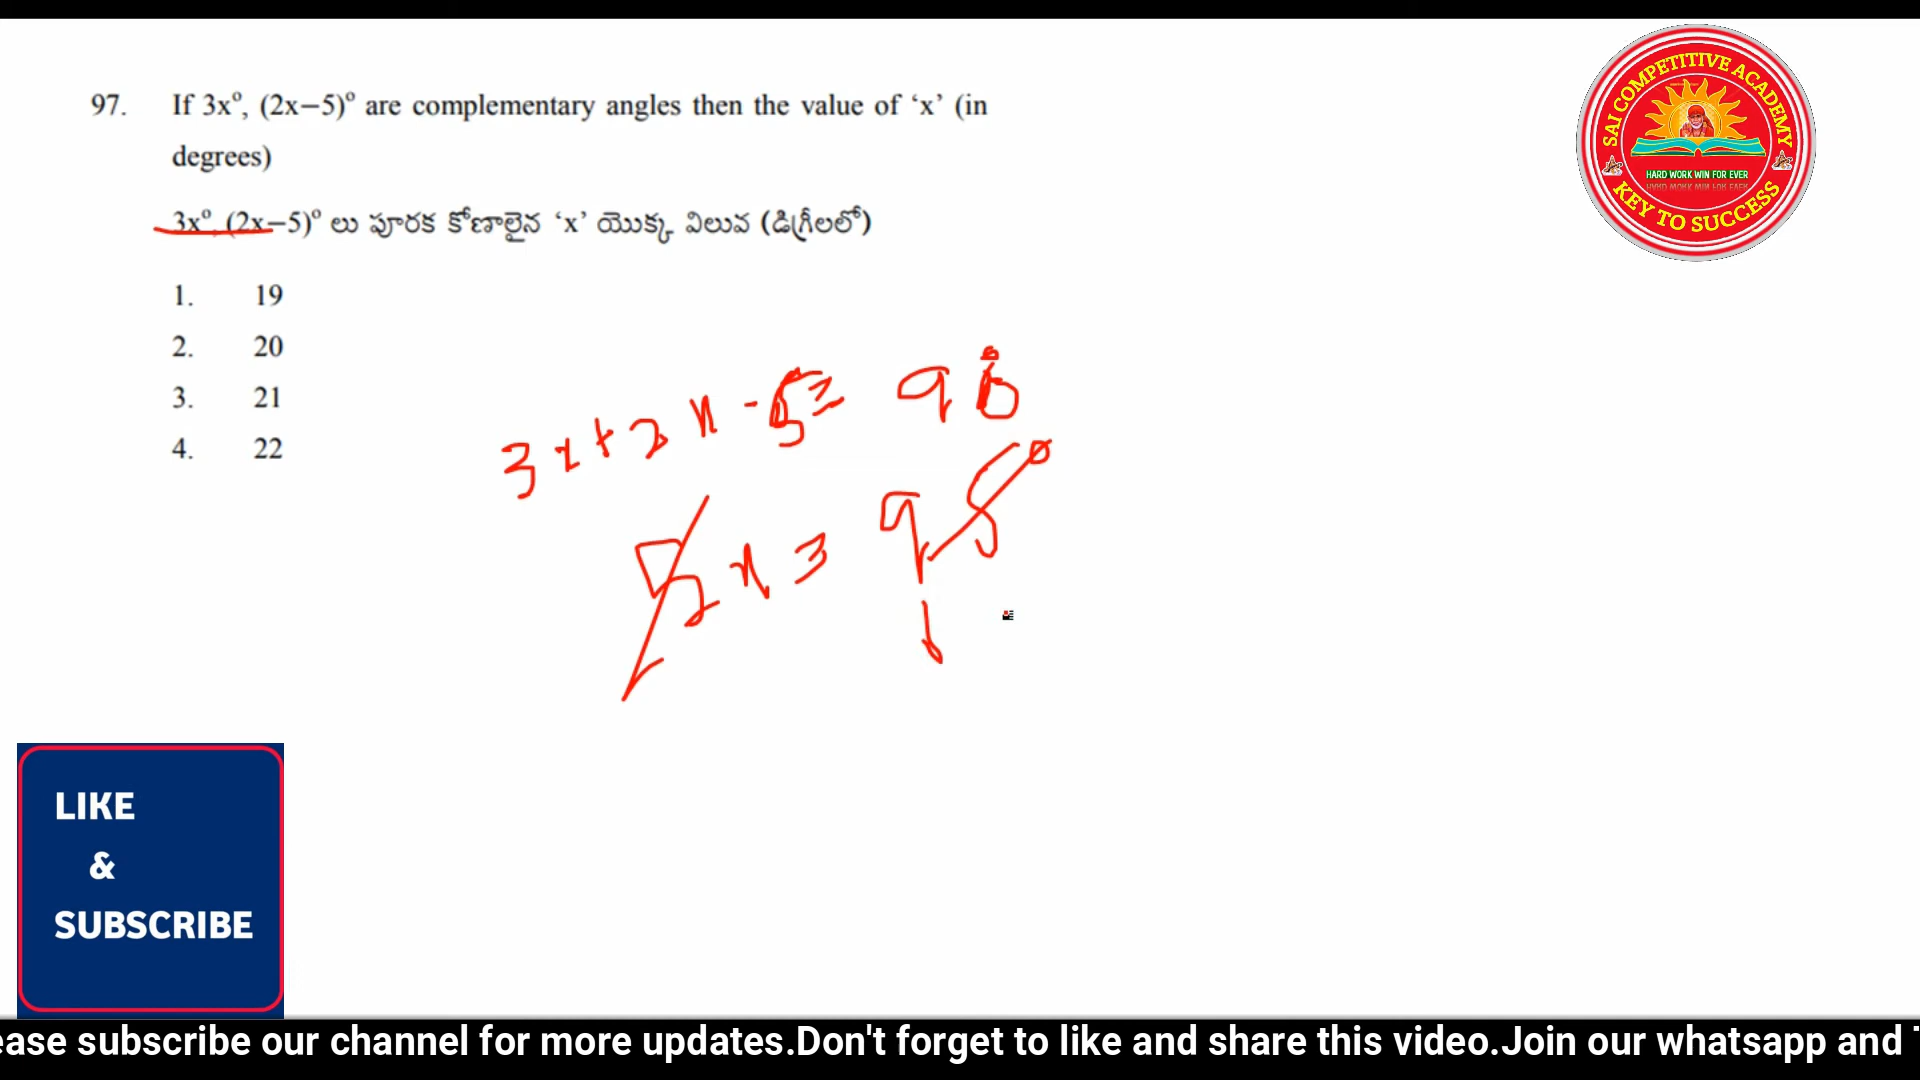 97. If 3xº, (2x−5)º are complementary angles then the value of ‘x’ (in
degrees)
3xº, (2x−5)º లు పూరక కోణాలైన ‘x’ యొక్క విలువ (డిగ్రీలలో)
1. 19
2. 20
3. 21
4. 22
3x+2x-5= 90°
5x = 95°
1
SAI COMPETITIVE ACADEMY
HARD WORK WIN FOR EVER
KEY TO SUCCESS
LIKE
&
SUBSCRIBE
ease subscribe our channel for more updates.Don't forget to like and share this video.Join our whatsapp and